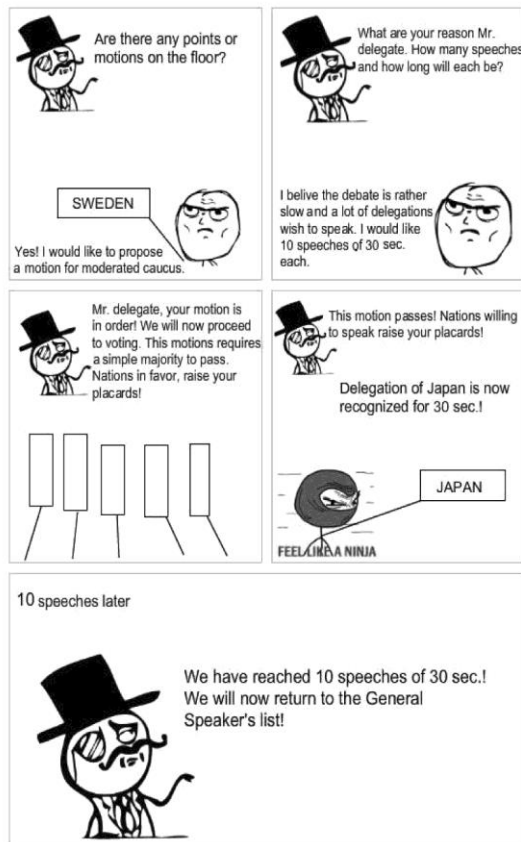 Are there any points or
motions on the floor?
SWEDEN
Yes! I would like to propose
a motion for moderated caucus.
What are your reason Mr.
delegate. How many speeches
and how long will each be?
I belive the debate is rather
slow and a lot of delegations
wish to speak. I would like
10 speeches of 30 sec.
each.
Mr. delegate, your motion is
in order! We will now proceed
to voting. This motions requires
a simple majority to pass.
Nations in favor, raise your
placards!
This motion passes! Nations willing
to speak raise your placards!
Delegation of Japan is now
recognized for 30 sec.!
JAPAN
FEEL LIKE A NINJA
10 speeches later
We have reached 10 speeches of 30 sec.!
We will now return to the General
Speaker's list!